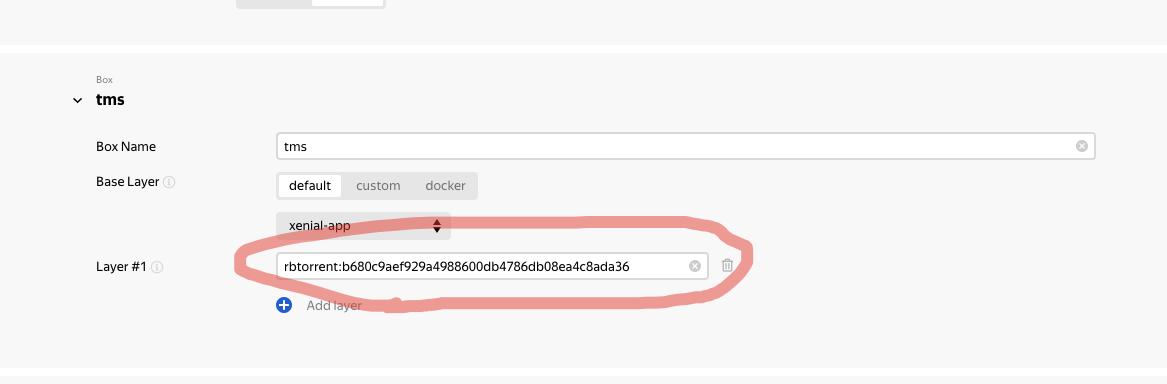 Box
tms
Box Name tms
Base Layer default custom docker
xenial-app
Layer #1 rbtorrent:b680c9aef929a4988600db4786db08ea4c8ada36
Add layer